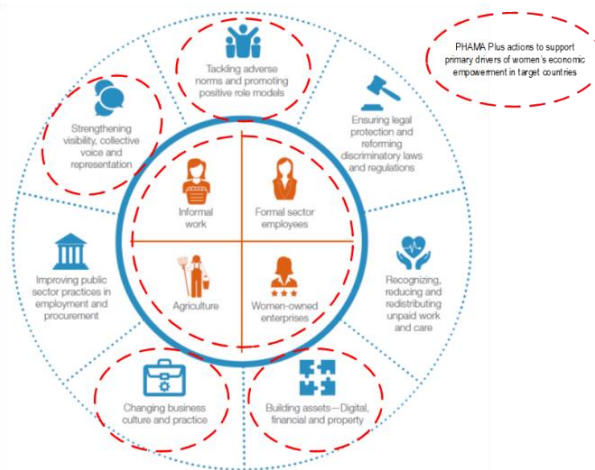 PHAMA Plus actions to support
primary drivers of women's economic
empowerment in target countries
Tackling adverse
norms and promoting
positive role models
Ensuring legal
protection and
reforming
discriminatory laws
and regulations
Strengthening
visibility, collective
voice and
representation
Informal
work
Formal sector
employees
Agriculture
Women-owned
enterprises
Improving public
sector practices in
employment and
procurement
Recognizing,
reducing and
redistributing
unpaid work
and care
Changing business
culture and practice
Building assets—Digital,
financial and property